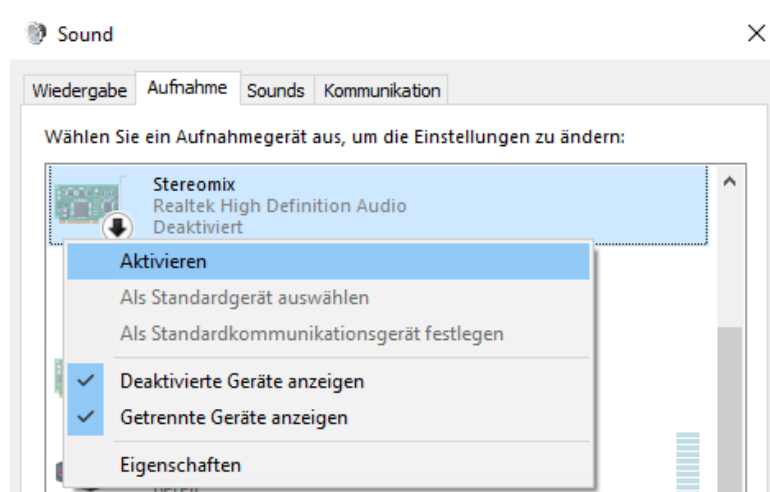 Sound
Wiedergabe Aufnahme Sounds Kommunikation
Wählen Sie ein Aufnahmegerät aus, um die Einstellungen zu ändern:
Stereomix
Realtek High Definition Audio
Deaktiviert
Aktivieren
Als Standardgerät auswählen
Als Standardkommunikationsgerät festlegen
Deaktivierte Geräte anzeigen
Getrennte Geräte anzeigen
Eigenschaften